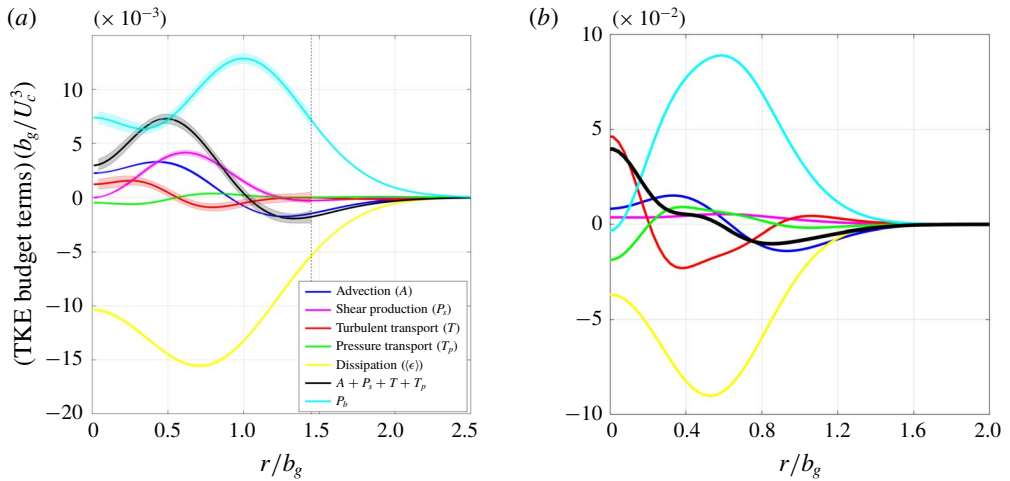 (a) (× 10⁻³)
(TKE budget terms) (b_g/U_c³)
10
5
0
−5
−10
−15
−20
0 0.5 1.0 1.5 2.0 2.5
r/b_g
Advection (A)
Shear production (P_s)
Turbulent transport (T)
Pressure transport (T_p)
Dissipation (⟨ϵ⟩)
A + P_s + T + T_p
P_b
(b) (× 10⁻²)
10
5
0
−5
−10
0 0.4 0.8 1.2 1.6 2.0
r/b_g